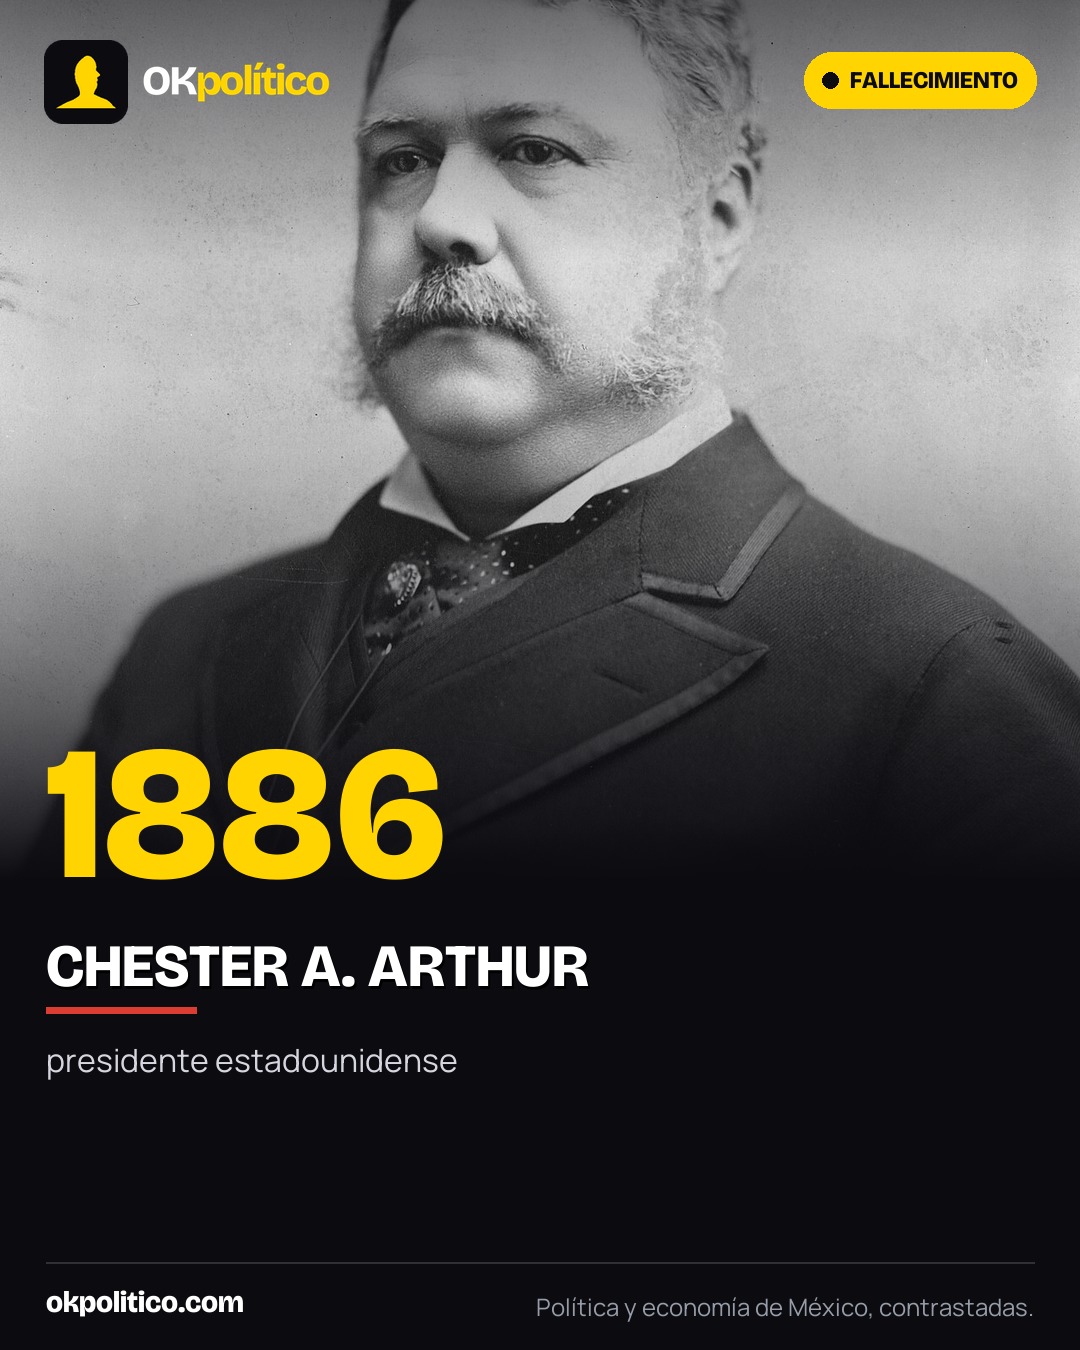 OKpolítico
FALLECIMIENTO
1886
CHESTER A. ARTHUR
presidente estadounidense
okpolitico.com
Política y economía de México, contrastadas.